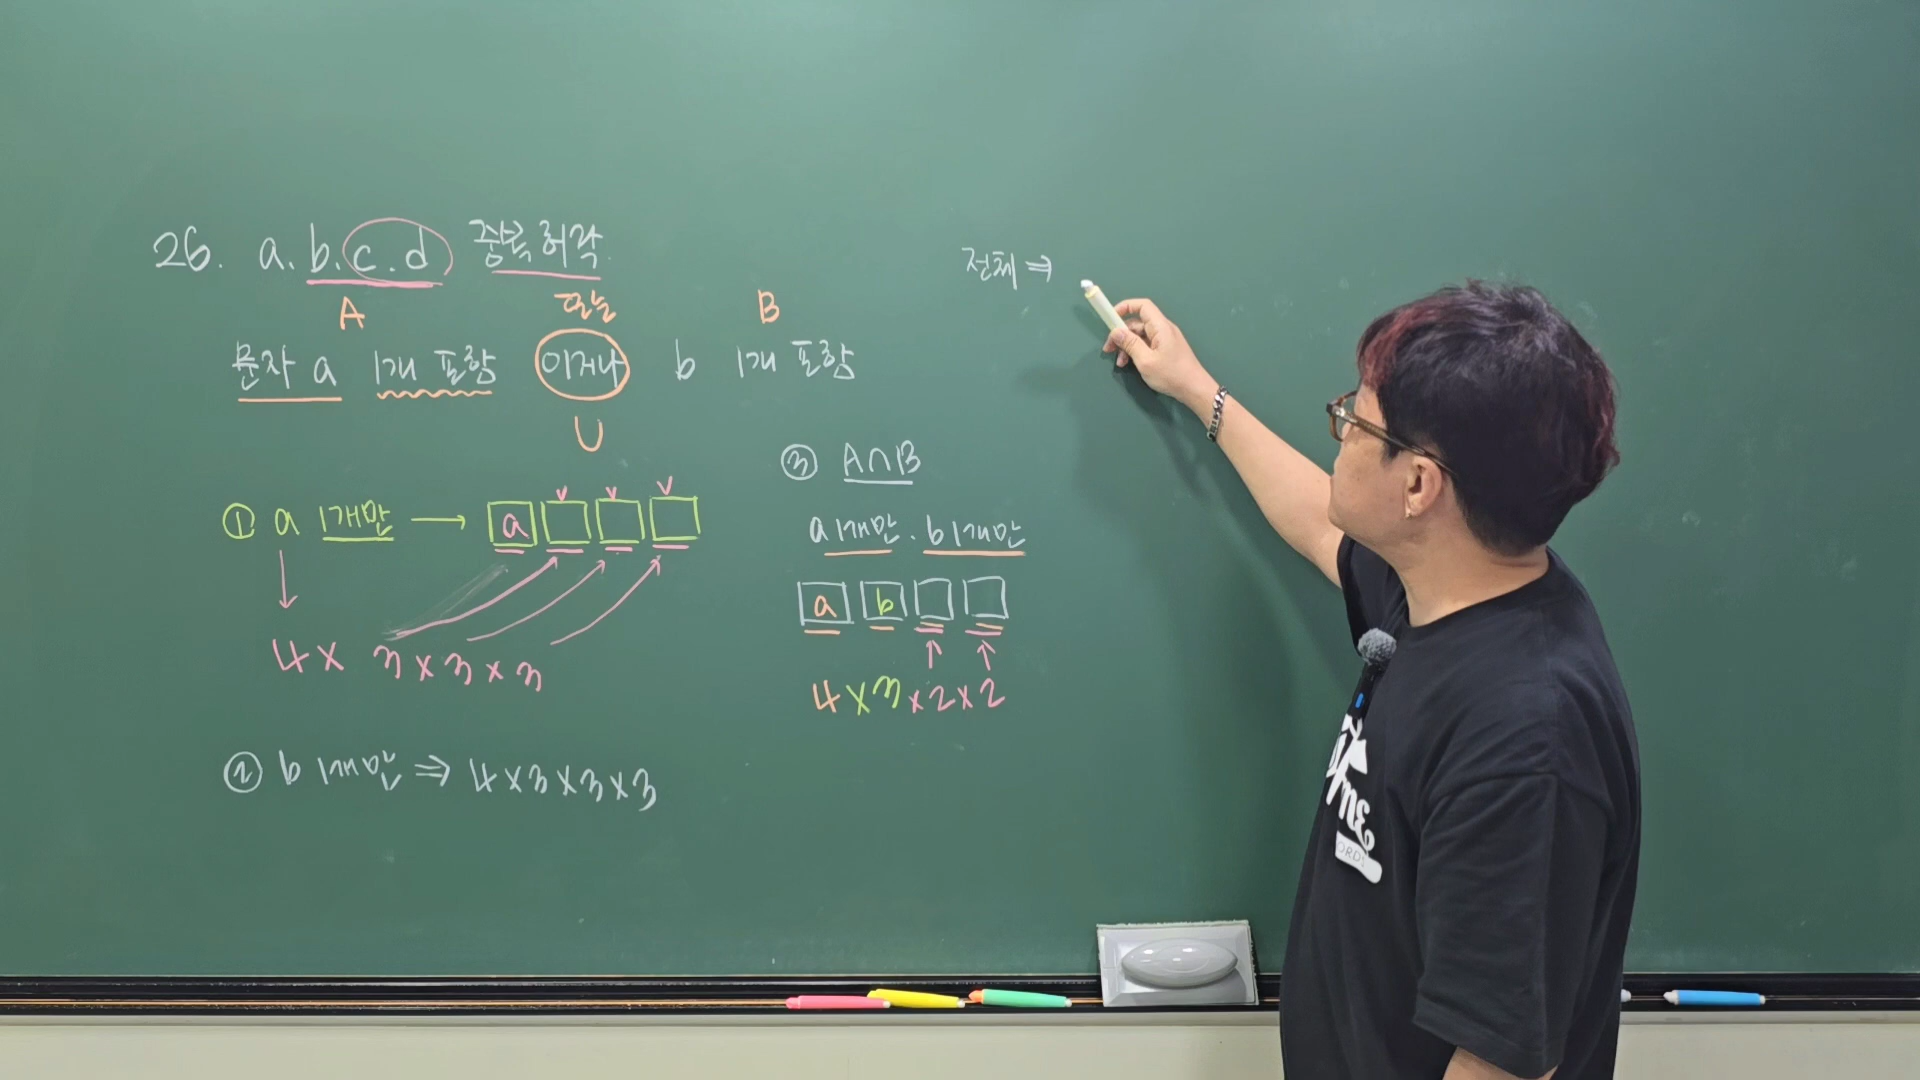 26. a. b. c. d 중복허락.
A 또는 B
문자 a 1개 포함 이거나 b 1개 포함
U
① a 1개만 → a
4 × 3 × 3 × 3
② b 1개만 ⇒ 4 × 3 × 3 × 3
③ A∩B
a 1개만. b 1개만
a b
4 × 3 × 2 × 2
전체 ⇒